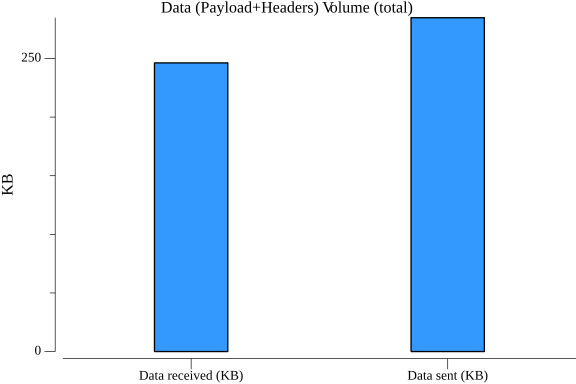 Data (Payload+Headers) Volume (total)
250
KB
0
Data received (KB)
Data sent (KB)